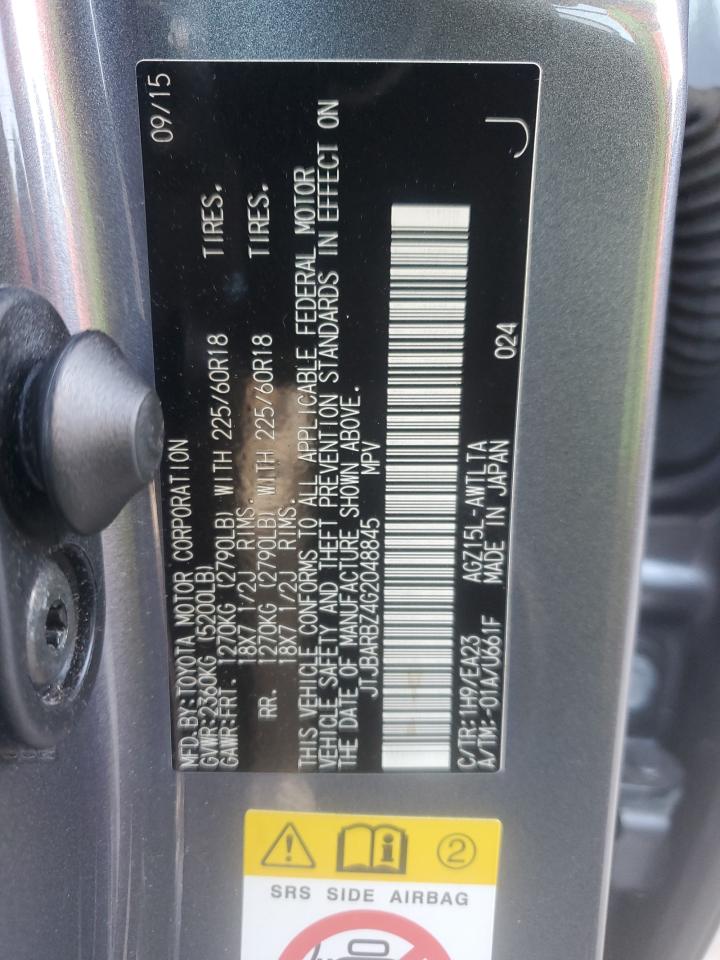 MFD.BY:TOYOTA MOTOR CORPORATION 09/15
GVWR:2360KG (5200LB)
GAWR:FRT. 1270KG (2790LB) WITH 225/60R18 TIRES.
18X7 1/2J RIMS.
RR. 1270KG (2790LB) WITH 225/60R18 TIRES.
18X7 1/2J RIMS.
THIS VEHICLE CONFORMS TO ALL APPLICABLE FEDERAL MOTOR
VEHICLE SAFETY AND THEFT PREVENTION STANDARDS IN EFFECT ON
THE DATE OF MANUFACTURE SHOWN ABOVE.
JTJBARBZ4G2048845 MPV
C/TR:1H9/EA23 AGZ15L-AWTLTA
A/TM:-01A/U661F MADE IN JAPAN 024
J
2
SRS SIDE AIRBAG